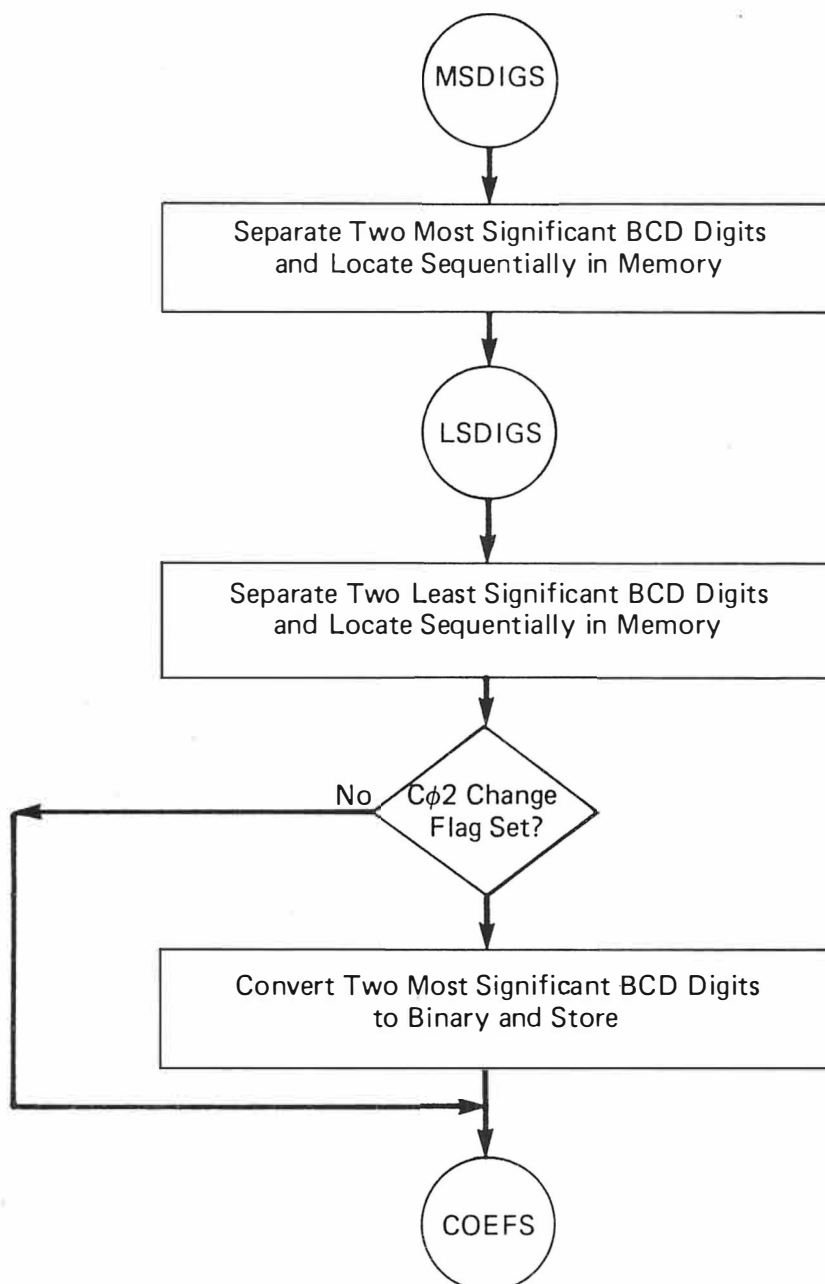 MSDIGS
Separate Two Most Significant BCD Digits
and Locate Sequentially in Memory
LSDIGS
Separate Two Least Significant BCD Digits
and Locate Sequentially in Memory
No
Cϕ2 Change
Flag Set?
Convert Two Most Significant BCD Digits
to Binary and Store
COEFS